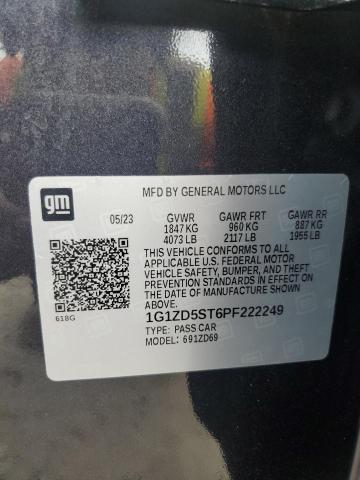 gm
MFD BY GENERAL MOTORS LLC
05/23 GVWR GAWR FRT GAWR RR
1847 KG 960 KG 887 KG
4073 LB 2117 LB 1955 LB
THIS VEHICLE CONFORMS TO ALL
APPLICABLE U.S. FEDERAL MOTOR
VEHICLE SAFETY, BUMPER, AND THEFT
PREVENTION STANDARDS IN EFFECT ON
THE DATE OF MANUFACTURE SHOWN
ABOVE.
618G
1G1ZD5ST6PF222249
TYPE: PASS CAR
MODEL: 691ZD69